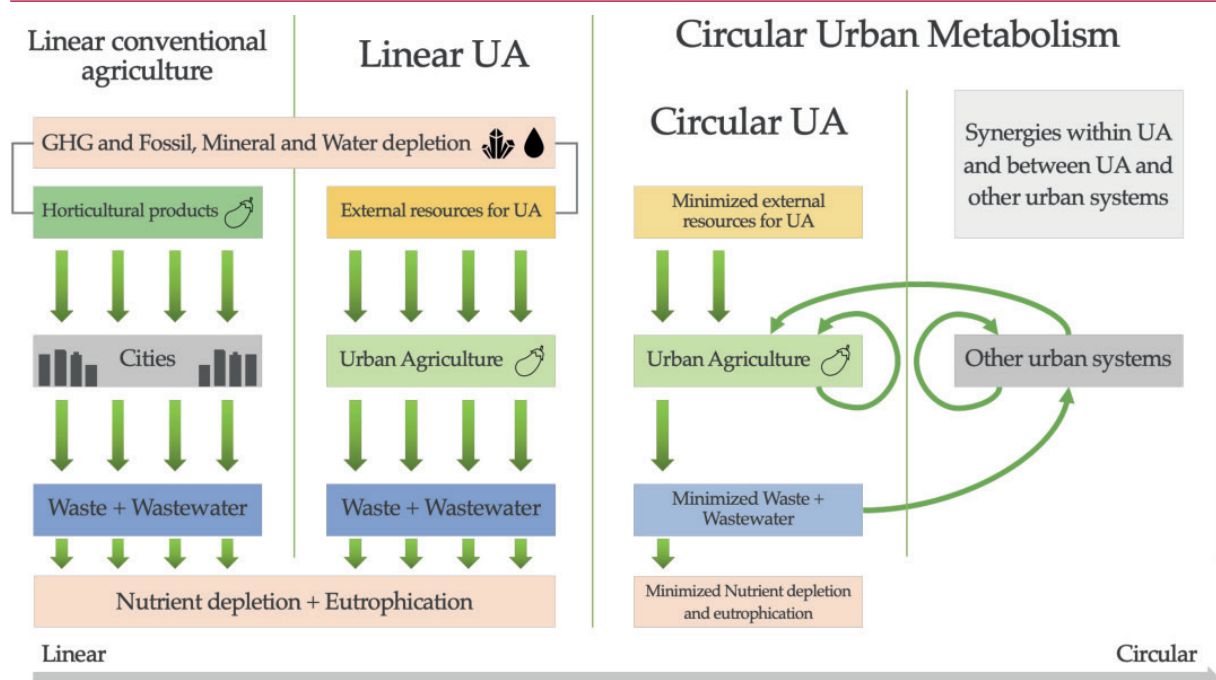 Linear conventional
agriculture
Linear UA
Circular Urban Metabolism
Circular UA
Synergies within UA
and between UA and
other urban systems
GHG and Fossil, Mineral and Water depletion
Horticultural products
External resources for UA
Minimized external
resources for UA
Cities
Urban Agriculture
Urban Agriculture
Other urban systems
Waste + Wastewater
Waste + Wastewater
Minimized Waste +
Wastewater
Nutrient depletion + Eutrophication
Minimized Nutrient depletion
and eutrophication
Linear
Circular